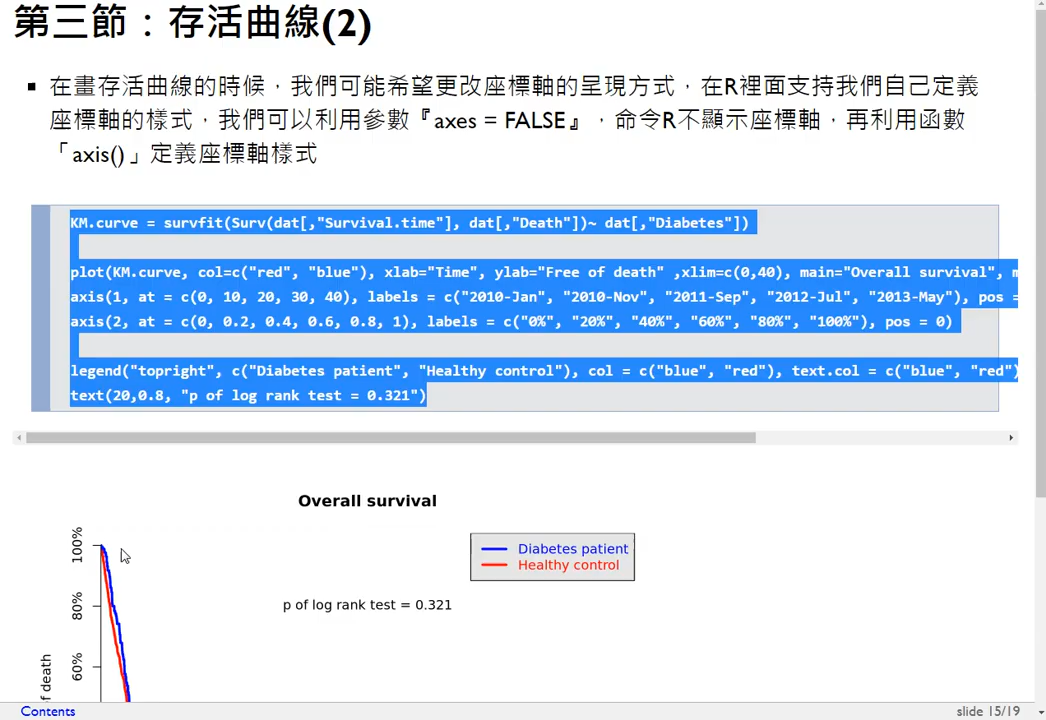 第三節：存活曲線(2)
▪ 在畫存活曲線的時候，我們可能希望更改座標軸的呈現方式，在R裡面支持我們自己定義
座標軸的樣式，我們可以利用參數『axes = FALSE』，命令R不顯示座標軸，再利用函數
「axis()」定義座標軸樣式
KM.curve = survfit(Surv(dat[,"Survival.time"], dat[,"Death"])~ dat[,"Diabetes"])
plot(KM.curve, col=c("red", "blue"), xlab="Time", ylab="Free of death" ,xlim=c(0,40), main="Overall survival",
axis(1, at = c(0, 10, 20, 30, 40), labels = c("2010-Jan", "2010-Nov", "2011-Sep", "2012-Jul", "2013-May"), pos =
axis(2, at = c(0, 0.2, 0.4, 0.6, 0.8, 1), labels = c("0%", "20%", "40%", "60%", "80%", "100%"), pos = 0)
legend("topright", c("Diabetes patient", "Healthy control"), col = c("blue", "red"), text.col = c("blue", "red")
text(20,0.8, "p of log rank test = 0.321")
Overall survival
100%
Diabetes patient
Healthy control
80%
p of log rank test = 0.321
60%
of death
Contents
slide 15/19